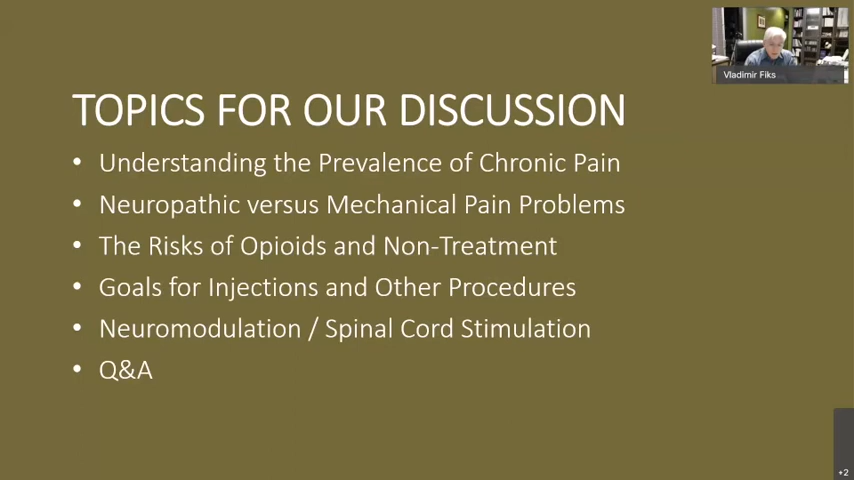 Vladimir Fiks
TOPICS FOR OUR DISCUSSION
• Understanding the Prevalence of Chronic Pain
• Neuropathic versus Mechanical Pain Problems
• The Risks of Opioids and Non-Treatment
• Goals for Injections and Other Procedures
• Neuromodulation / Spinal Cord Stimulation
• Q&A
+2